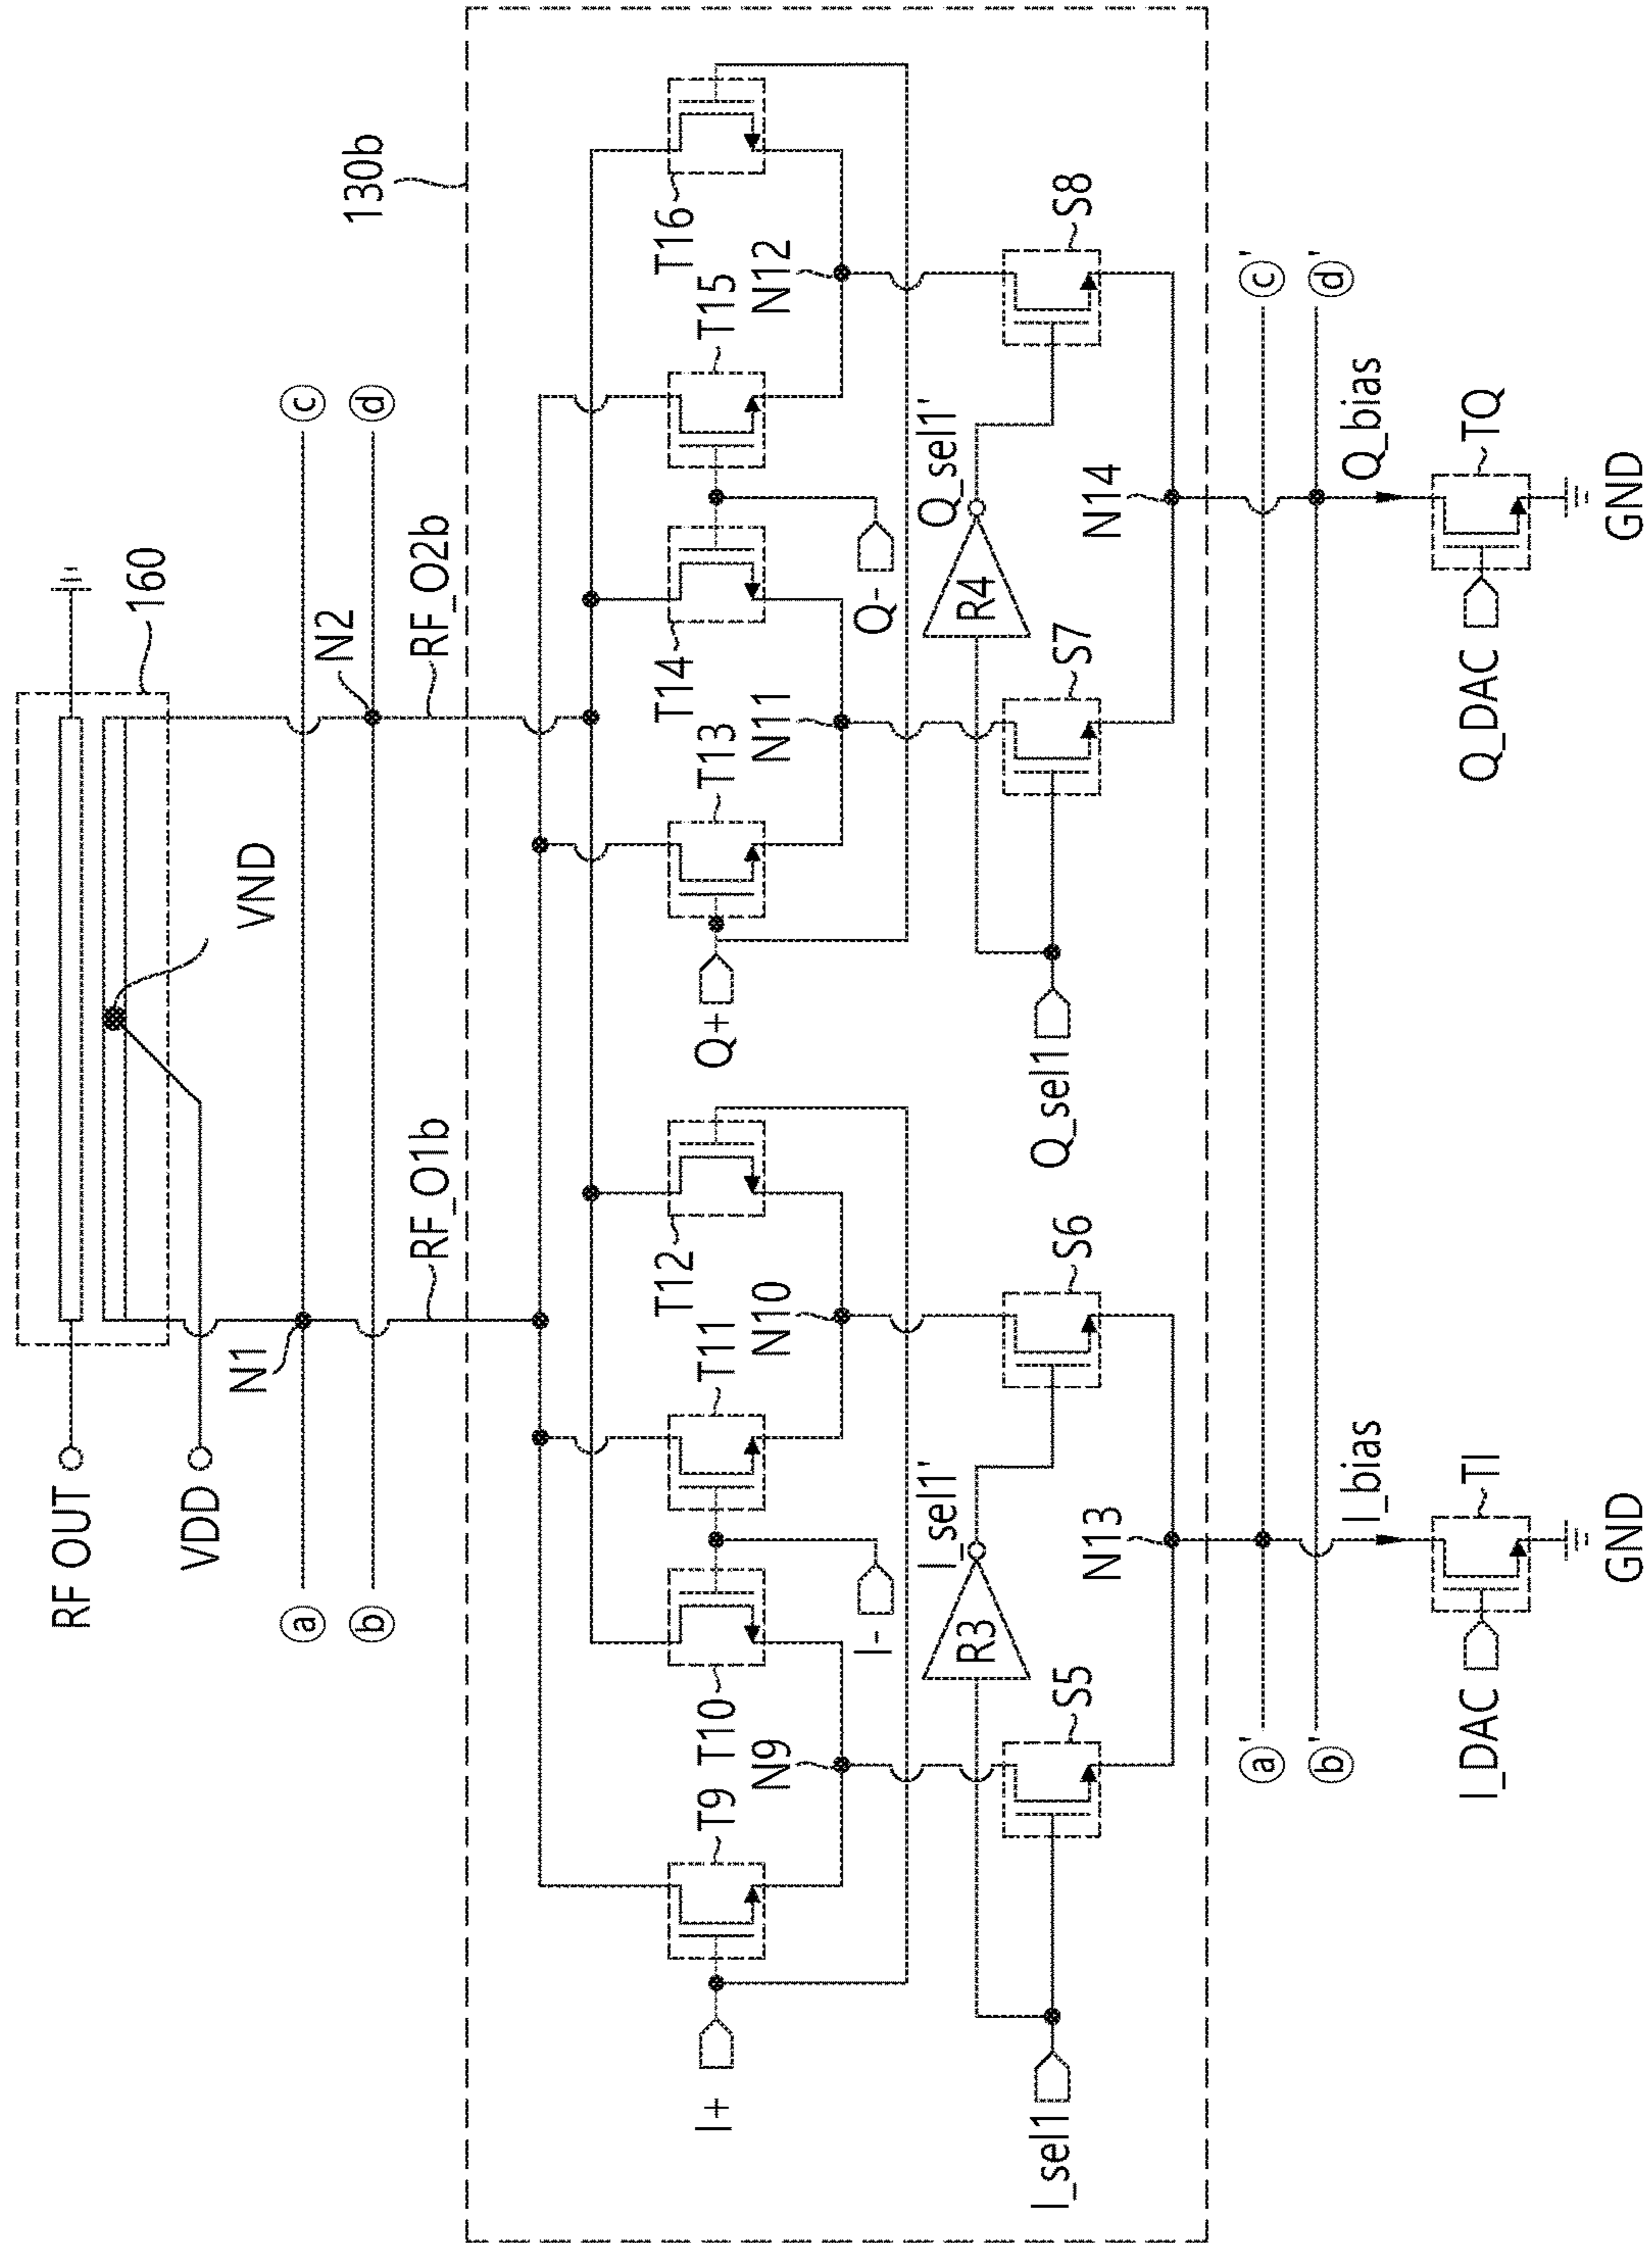 RF OUT
VDD
VND
160
N1
N2
ⓐ
ⓑ
ⓒ
ⓓ
RF_O1b
RF_O2b
130b
T9
T10
T11
T12
T13
T14
T15
T16
I+
I-
Q+
Q-
N9
N10
N11
N12
I_sel1
I_sel1'
Q_sel1
Q_sel1'
R3
R4
S5
S6
S7
S8
N13
N14
ⓐ'
ⓑ'
ⓒ'
ⓓ'
I_bias
Q_bias
I_DAC
TI
Q_DAC
TQ
GND
GND